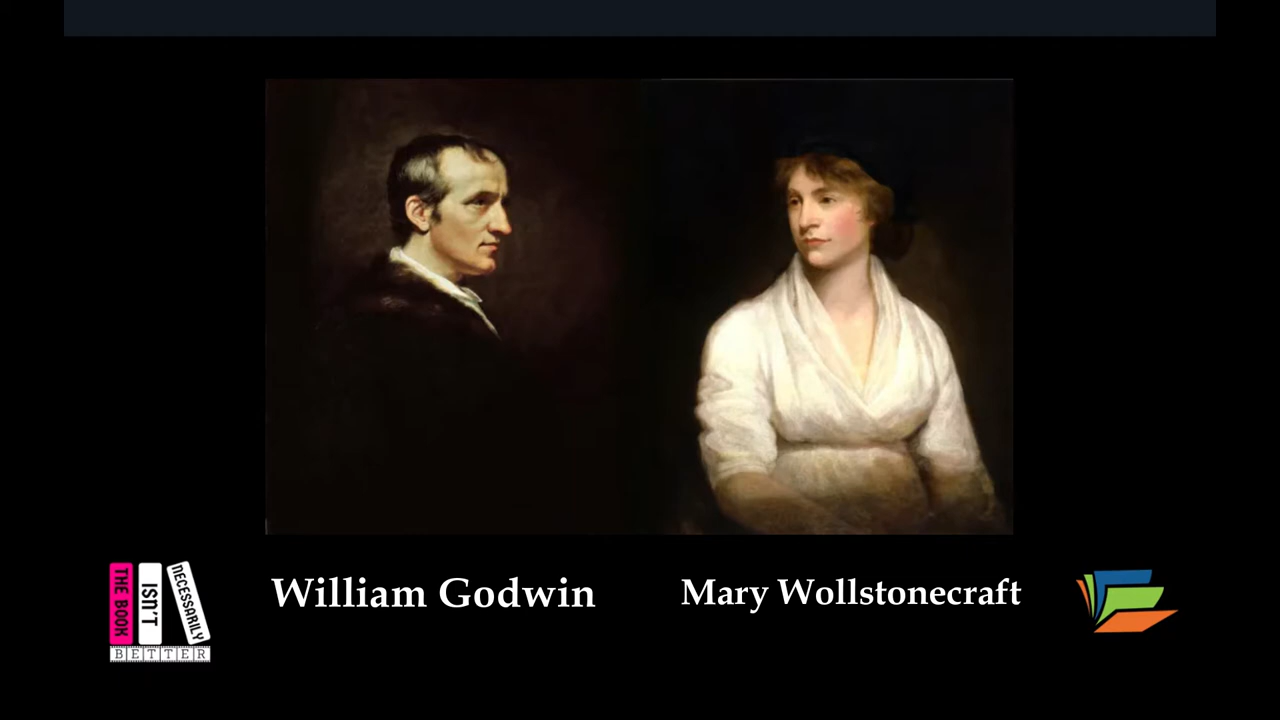 William Godwin
Mary Wollstonecraft
THE BOOK
ISN'T
NECESSARILY
BETTER